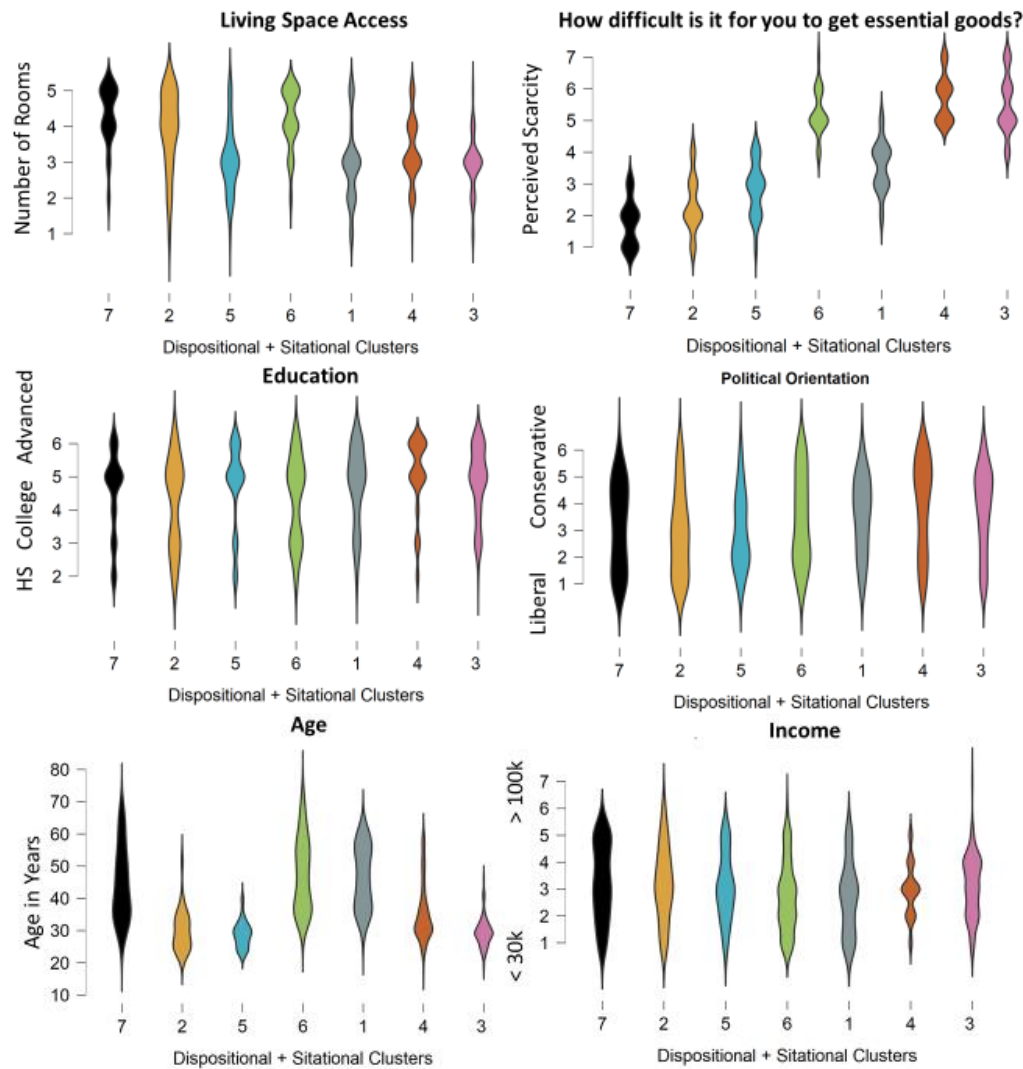 Living Space Access
Number of Rooms
5
4
3
2
1
7 2 5 6 1 4 3
Dispositional + Sitational Clusters
How difficult is it for you to get essential goods?
Perceived Scarcity
7
6
5
4
3
2
1
7 2 5 6 1 4 3
Dispositional + Sitational Clusters
Education
HS College Advanced
6
5
4
3
2
7 2 5 6 1 4 3
Dispositional + Sitational Clusters
Political Orientation
Liberal Conservative
6
5
4
3
2
1
7 2 5 6 1 4 3
Dispositional + Sitational Clusters
Age
Age in Years
80
70
60
50
40
30
20
10
7 2 5 6 1 4 3
Dispositional + Sitational Clusters
Income
< 30k > 100k
7
6
5
4
3
2
1
7 2 5 6 1 4 3
Dispositional + Sitational Clusters